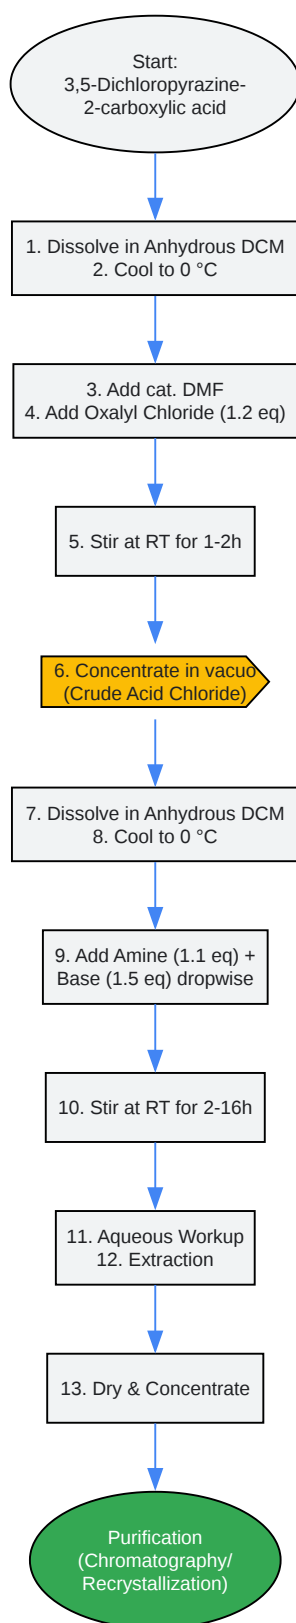 Start:
3,5-Dichloropyrazine-
2-carboxylic acid
1. Dissolve in Anhydrous DCM
2. Cool to 0 °C
3. Add cat. DMF
4. Add Oxalyl Chloride (1.2 eq)
5. Stir at RT for 1-2h
6. Concentrate in vacuo
(Crude Acid Chloride)
7. Dissolve in Anhydrous DCM
8. Cool to 0 °C
9. Add Amine (1.1 eq) +
Base (1.5 eq) dropwise
10. Stir at RT for 2-16h
11. Aqueous Workup
12. Extraction
13. Dry & Concentrate
Purification
(Chromatography/
Recrystallization)